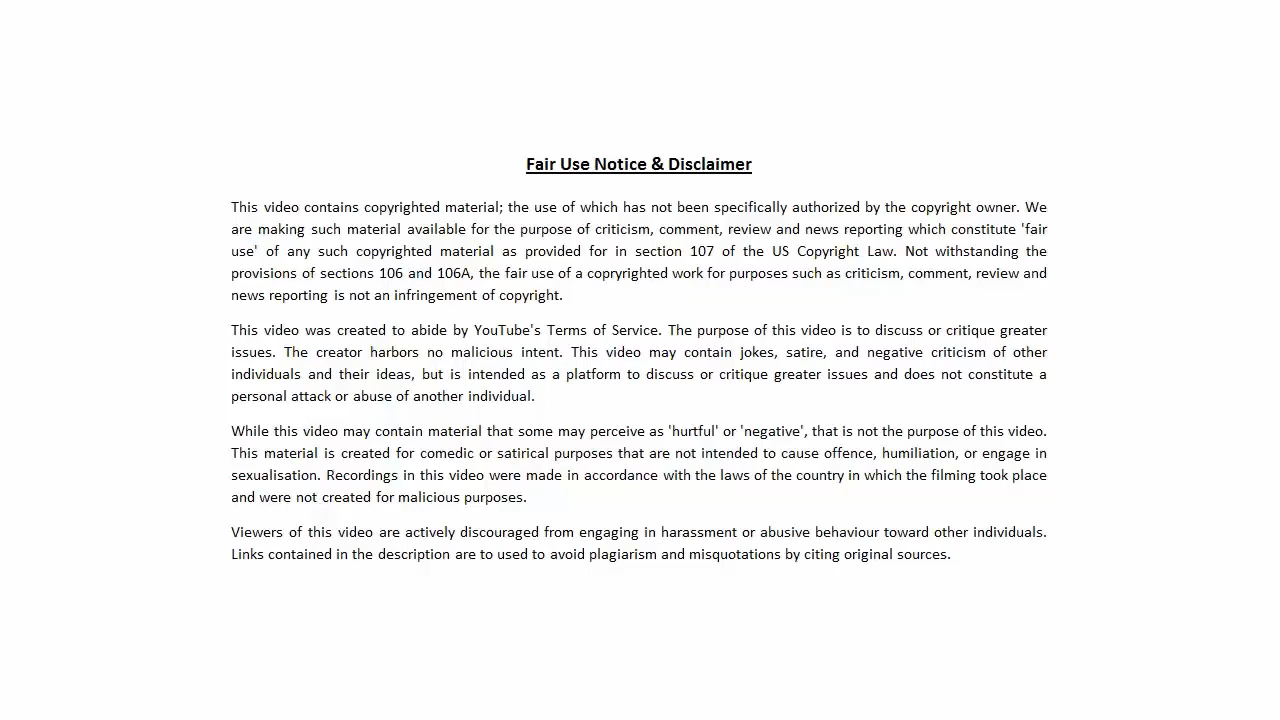 Fair Use Notice & Disclaimer
This video contains copyrighted material; the use of which has not been specifically authorized by the copyright owner. We
are making such material available for the purpose of criticism, comment, review and news reporting which constitute 'fair
use' of any such copyrighted material as provided for in section 107 of the US Copyright Law. Not withstanding the
provisions of sections 106 and 106A, the fair use of a copryrighted work for purposes such as criticism, comment, review and
news reporting is not an infringement of copyright.
This video was created to abide by YouTube's Terms of Service. The purpose of this video is to discuss or critique greater
issues. The creator harbors no malicious intent. This video may contain jokes, satire, and negative criticism of other
individuals and their ideas, but is intended as a platform to discuss or critique greater issues and does not constitute a
personal attack or abuse of another individual.
While this video may contain material that some may perceive as 'hurtful' or 'negative', that is not the purpose of this video.
This material is created for comedic or satirical purposes that are not intended to cause offence, humiliation, or engage in
sexualisation. Recordings in this video were made in accordance with the laws of the country in which the filming took place
and were not created for malicious purposes.
Viewers of this video are actively discouraged from engaging in harassment or abusive behaviour toward other individuals.
Links contained in the description are to used to avoid plagiarism and misquotations by citing original sources.